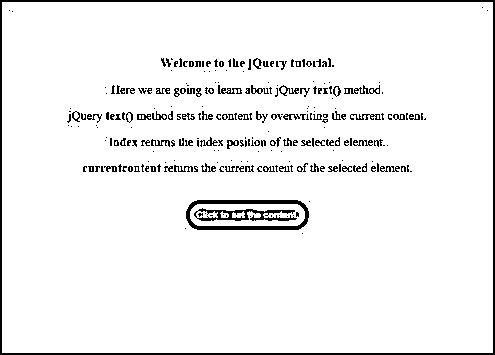 Welcome to the jQuery tutorial.
Here we are going to learn about jQuery text() method.
jQuery text() method sets the content by overwriting the current content.
Index returns the index position of the selected element..
currentcontent returns the current content of the selected element.
Click to set the content